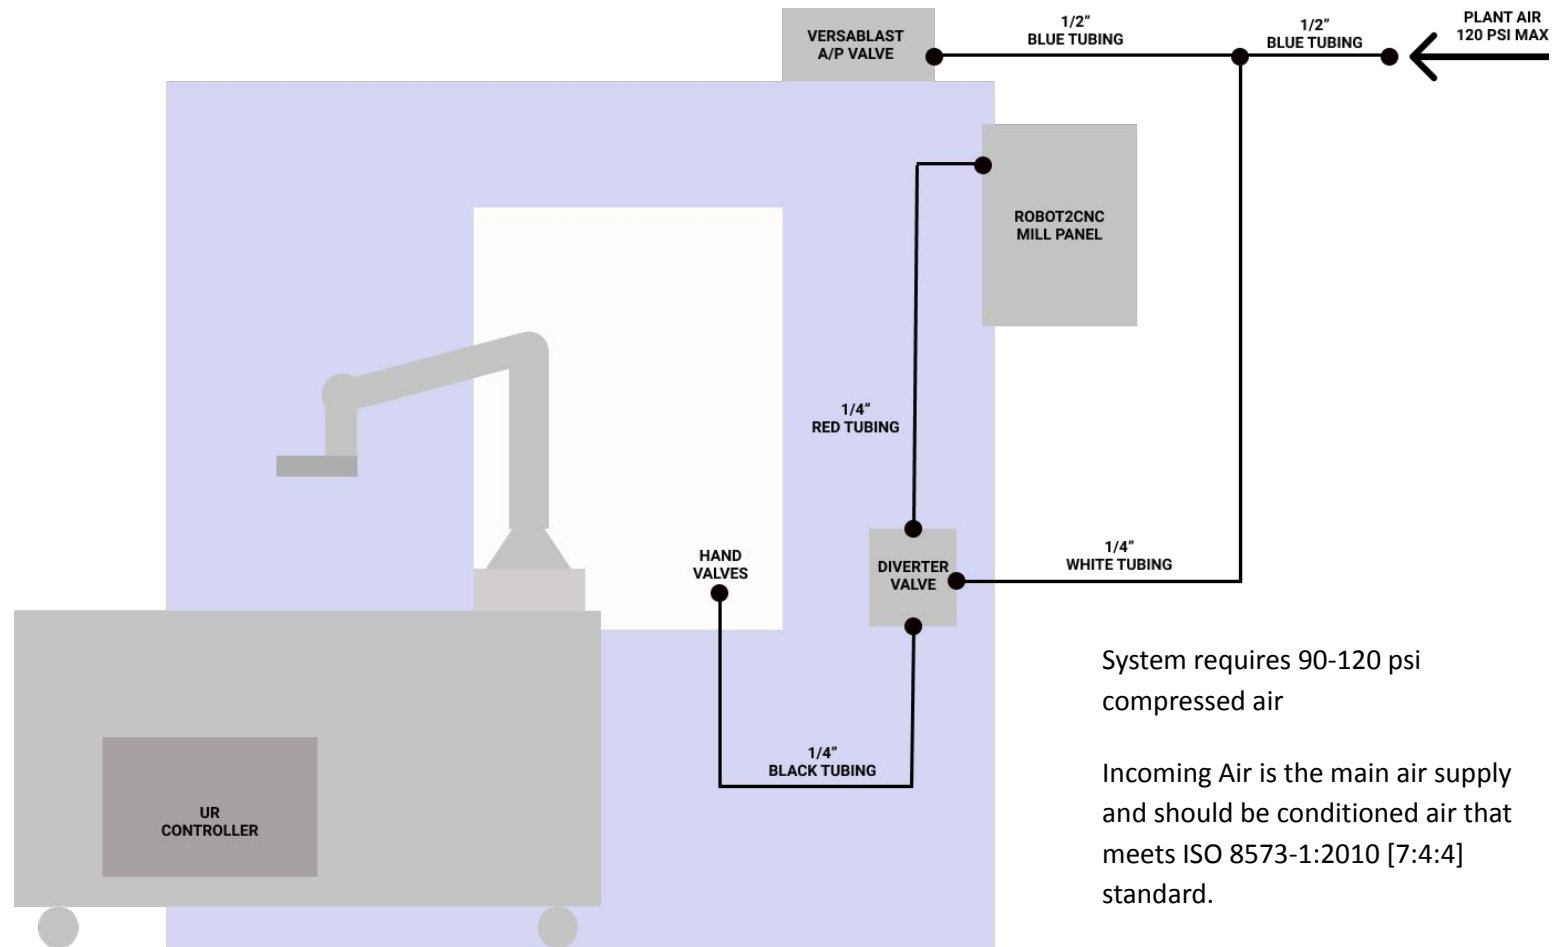 VERSABLAST
A/P VALVE
1/2”
BLUE TUBING
1/2”
BLUE TUBING
PLANT AIR
120 PSI MAX
ROBOT2CNC
MILL PANEL
1/4”
RED TUBING
HAND
VALVES
DIVERTER
VALVE
1/4”
WHITE TUBING
1/4”
BLACK TUBING
UR
CONTROLLER
System requires 90-120 psi
compressed air
Incoming Air is the main air supply
and should be conditioned air that
meets ISO 8573-1:2010 [7:4:4]
standard.